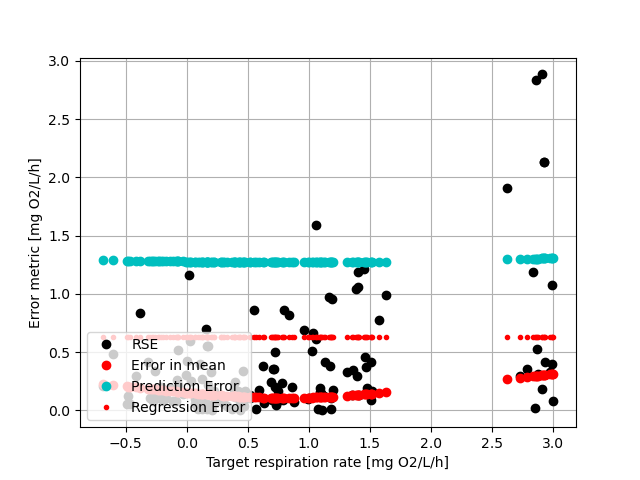 3.0
2.5
2.0
1.5
1.0
0.5
0.0
Error metric [mg O2/L/h]
RSE
Error in mean
Prediction Error
Regression Error
−0.5 0.0 0.5 1.0 1.5 2.0 2.5 3.0
Target respiration rate [mg O2/L/h]